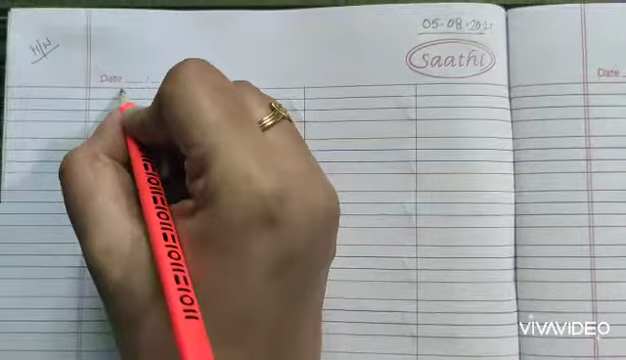 05-08-2021
H/W
saathi
Date
Date
VIVAVIDEO